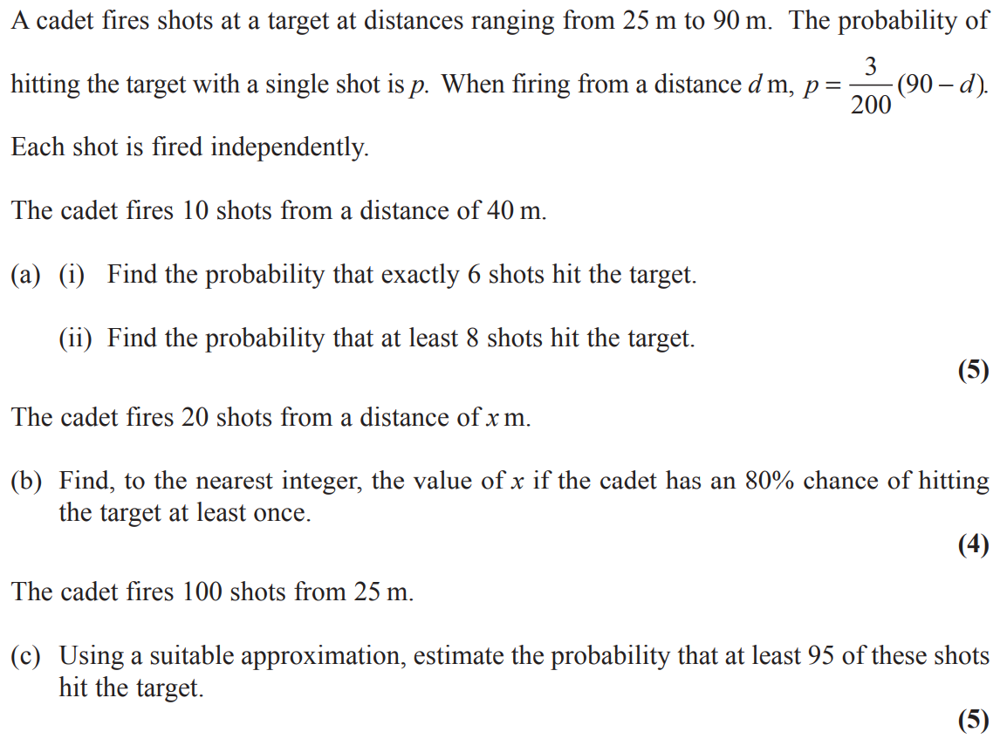 A cadet fires shots at a target at distances ranging from 25 m to 90 m. The probability of
hitting the target with a single shot is p. When firing from a distance d m, p = 3/200 (90 – d).
Each shot is fired independently.
The cadet fires 10 shots from a distance of 40 m.
(a) (i) Find the probability that exactly 6 shots hit the target.
(ii) Find the probability that at least 8 shots hit the target.
(5)
The cadet fires 20 shots from a distance of x m.
(b) Find, to the nearest integer, the value of x if the cadet has an 80% chance of hitting
the target at least once.
(4)
The cadet fires 100 shots from 25 m.
(c) Using a suitable approximation, estimate the probability that at least 95 of these shots
hit the target.
(5)